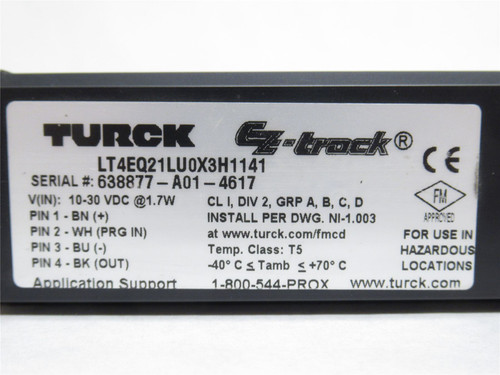 TURCK EZ-track®
LT4EQ21LU0X3H1141
SERIAL #: 638877-A01-4617
V(IN): 10-30 VDC @1.7W CL I, DIV 2, GRP A, B, C, D
PIN 1 - BN (+) INSTALL PER DWG. NI-1.003
PIN 2 - WH (PRG IN) at www.turck.com/fmcd
PIN 3 - BU (-) Temp. Class: T5
PIN 4 - BK (OUT) -40° C ≤ Tamb ≤ +70° C
FM
APPROVED
FOR USE IN
HAZARDOUS
LOCATIONS
Application Support 1-800-544-PROX www.turck.com